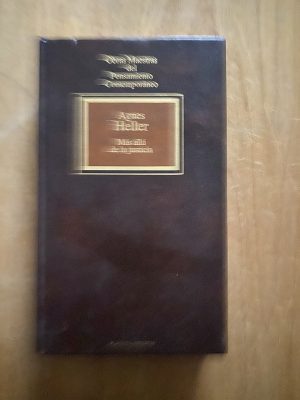 Obras Maestras
del
Pensamiento
Contemporáneo
Agnes
Heller
Más allá
de la justicia